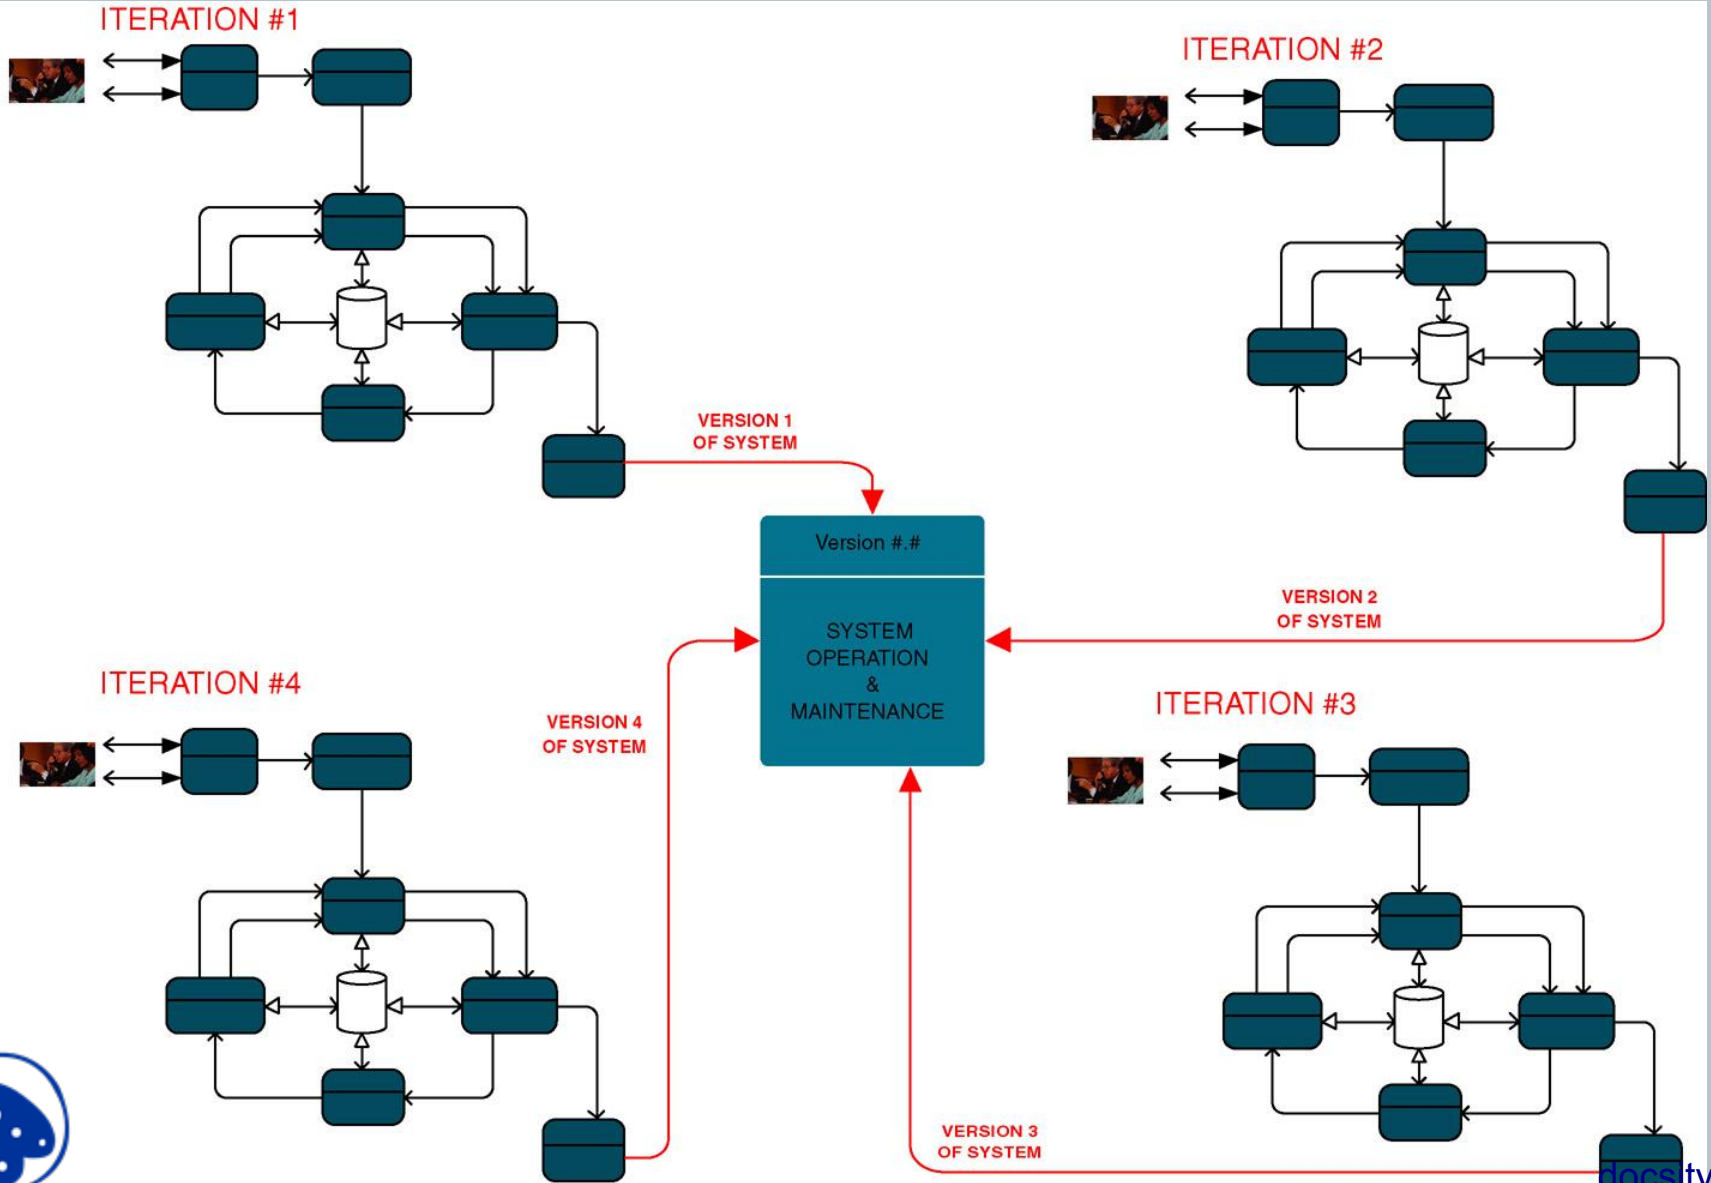 ITERATION #1
ITERATION #2
VERSION 1
OF SYSTEM
Version #.#
SYSTEM
OPERATION
&
MAINTENANCE
VERSION 2
OF SYSTEM
ITERATION #4
VERSION 4
OF SYSTEM
ITERATION #3
VERSION 3
OF SYSTEM
docsity